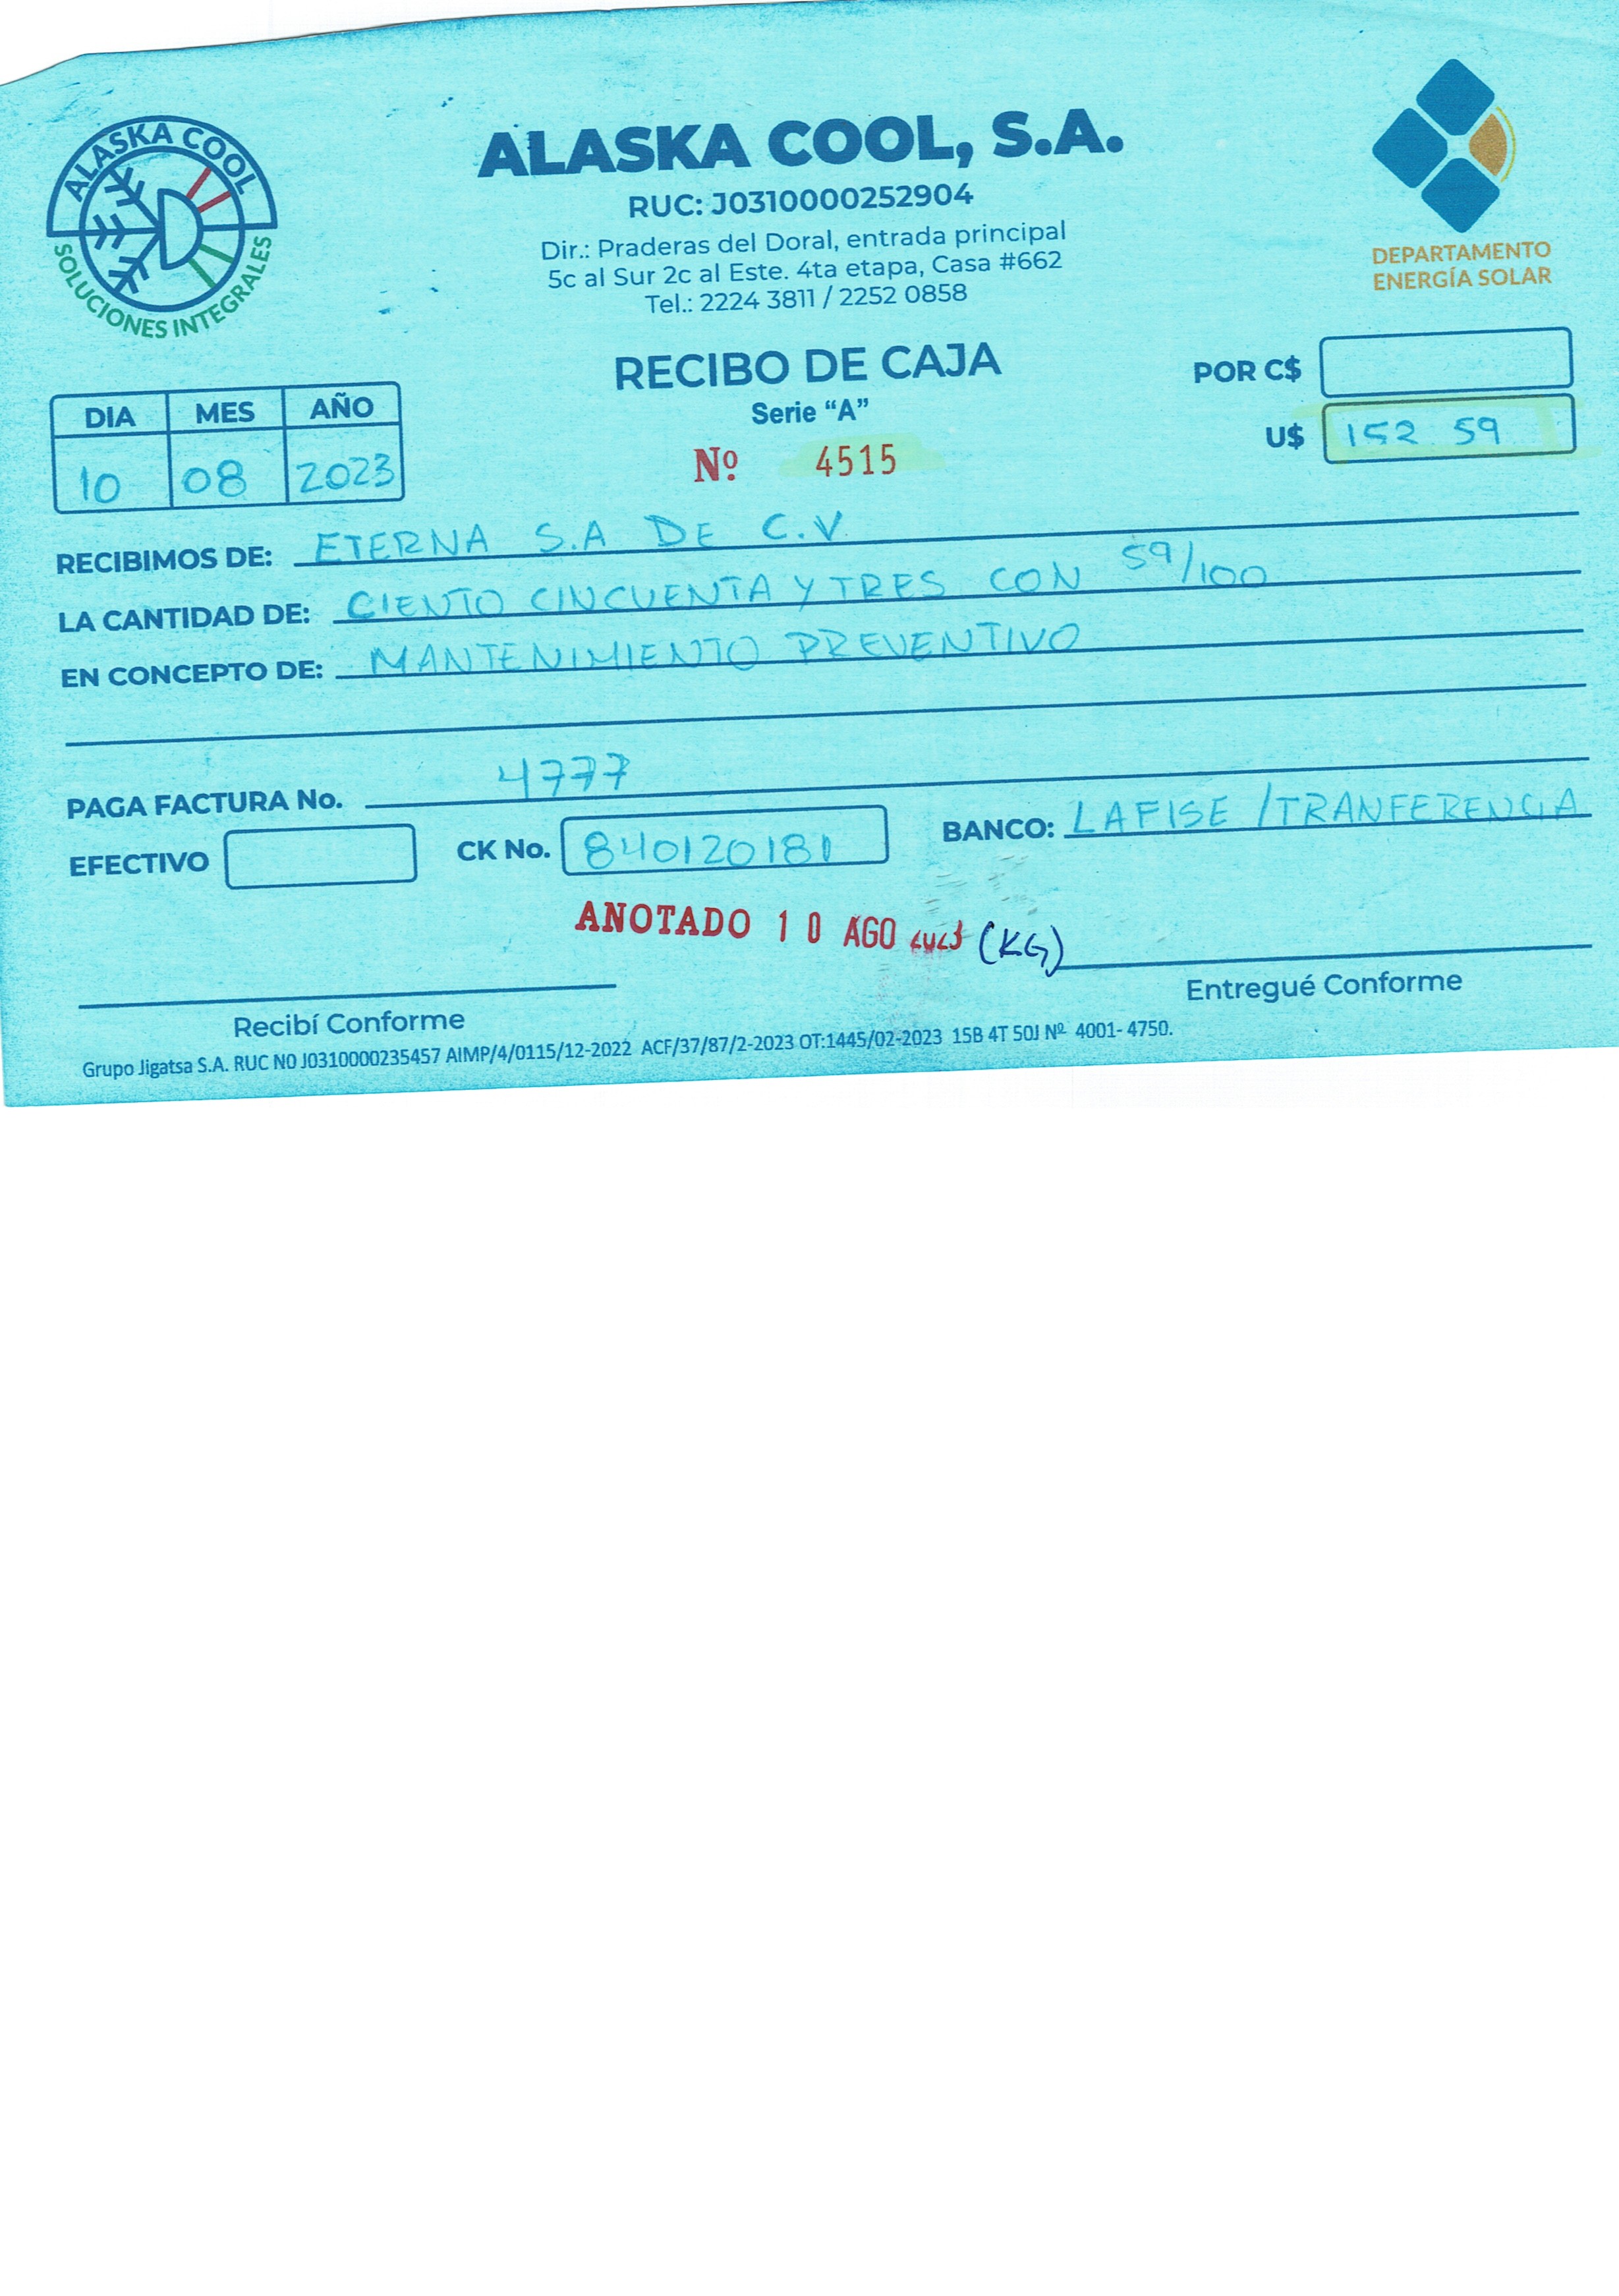 ALASKA COOL
SOLUCIONES INTEGRALES
ALASKA COOL, S.A.
RUC: J0310000252904
Dir.: Praderas del Doral, entrada principal
5c al Sur 2c al Este. 4ta etapa, Casa #662
Tel.: 2224 3811 / 2252 0858
DEPARTAMENTO
ENERGÍA SOLAR
RECIBO DE CAJA
Serie "A"
Nº 4515
POR C$
U$ 152 59
DIA MES AÑO
10 08 2023
RECIBIMOS DE: ETERNA S.A DE C.V.
LA CANTIDAD DE: CIENTO CINCUENTA Y TRES CON 59/100
EN CONCEPTO DE: MANTENIMIENTO PREVENTIVO
PAGA FACTURA No. 4777
EFECTIVO CK No. 840120181 BANCO: LAFISE / TRANFERENCIA
ANOTADO 10 AGO 2023 (KG)
Recibí Conforme
Entregué Conforme
Grupo Jigatsa S.A. RUC N0 J0310000235457 AIMP/4/0115/12-2022 ACF/37/87/2-2023 OT:1445/02-2023 15B 4T 50J Nº 4001- 4750.